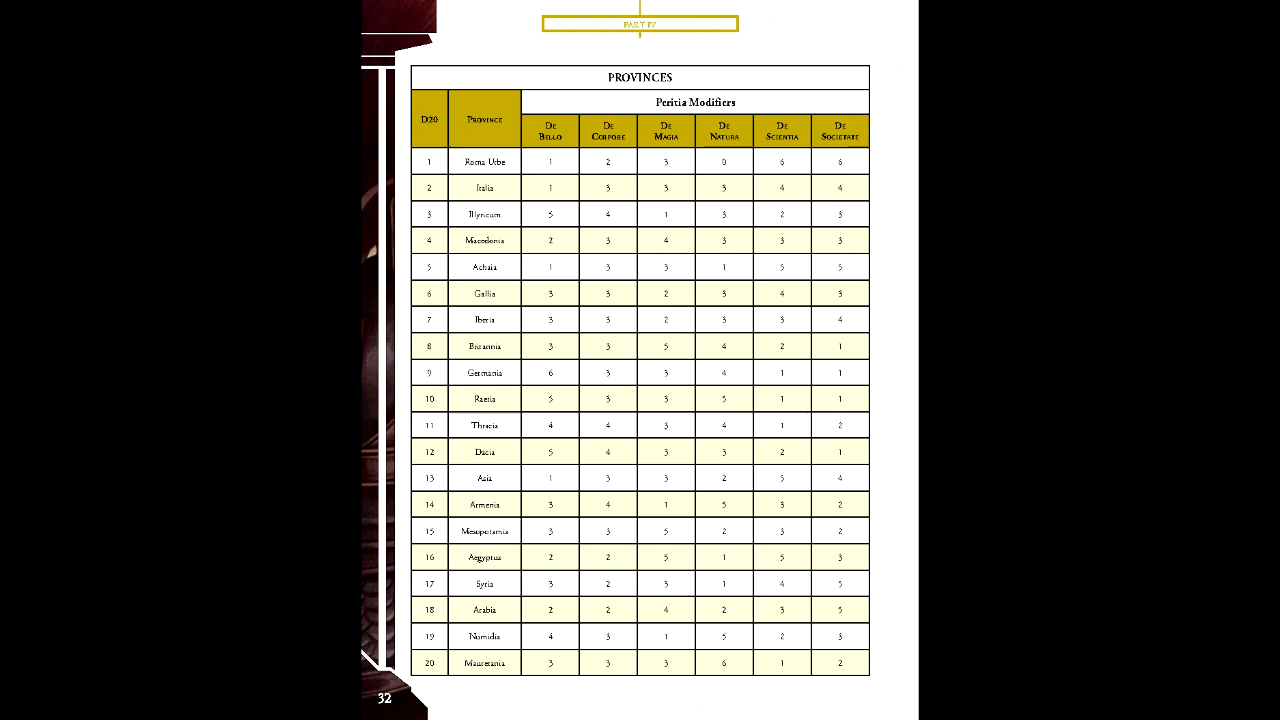 PART IV
PROVINCES
Peritia Modifiers
D20 Province De Bello De Corpore De Magia De Natura De Scientia De Societate
1 Roma Urbe 1 2 3 0 6 6
2 Italia 1 3 3 3 4 4
3 Illyricum 5 4 1 3 2 3
4 Macedonia 2 3 4 3 3 3
5 Achaia 1 3 3 1 5 5
6 Gallia 3 3 2 3 4 3
7 Iberia 3 3 2 3 3 4
8 Britannia 3 3 5 4 2 1
9 Germania 6 3 3 4 1 1
10 Raetia 5 3 3 5 1 1
11 Thracia 4 4 3 4 1 2
12 Dacia 5 4 3 3 2 1
13 Asia 1 3 3 2 5 4
14 Armenia 3 4 1 5 3 2
15 Mesopotamia 3 3 5 2 3 2
16 Aegyptus 2 2 5 1 5 3
17 Syria 3 2 3 1 4 5
18 Arabia 2 2 4 2 3 5
19 Numidia 4 3 1 5 2 3
20 Mauretania 3 3 3 6 1 2
32